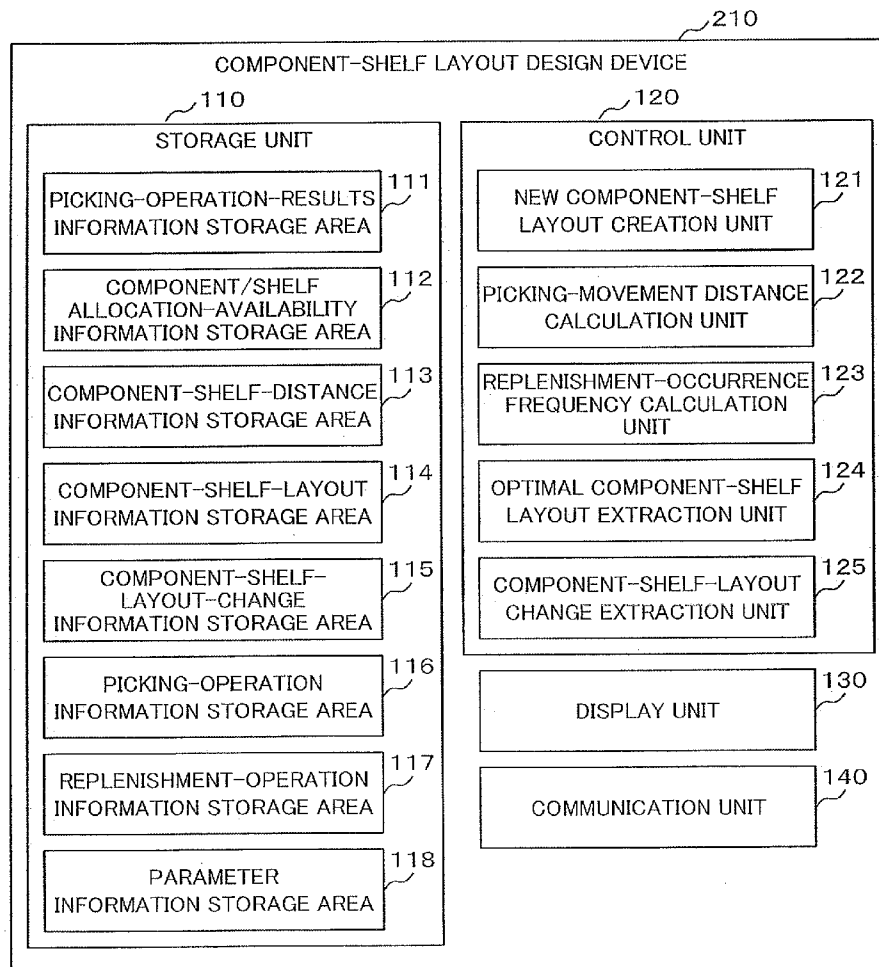 210
COMPONENT-SHELF LAYOUT DESIGN DEVICE
110
STORAGE UNIT
PICKING-OPERATION-RESULTS
INFORMATION STORAGE AREA
111
COMPONENT/SHELF
ALLOCATION-AVAILABILITY
INFORMATION STORAGE AREA
112
COMPONENT-SHELF-DISTANCE
INFORMATION STORAGE AREA
113
COMPONENT-SHELF-LAYOUT
INFORMATION STORAGE AREA
114
COMPONENT-SHELF-
LAYOUT-CHANGE
INFORMATION STORAGE AREA
115
PICKING-OPERATION
INFORMATION STORAGE AREA
116
REPLENISHMENT-OPERATION
INFORMATION STORAGE AREA
117
PARAMETER
INFORMATION STORAGE AREA
118
120
CONTROL UNIT
NEW COMPONENT-SHELF
LAYOUT CREATION UNIT
121
PICKING-MOVEMENT DISTANCE
CALCULATION UNIT
122
REPLENISHMENT-OCCURRENCE
FREQUENCY CALCULATION
UNIT
123
OPTIMAL COMPONENT-SHELF
LAYOUT EXTRACTION UNIT
124
COMPONENT-SHELF-LAYOUT
CHANGE EXTRACTION UNIT
125
DISPLAY UNIT
130
COMMUNICATION UNIT
140